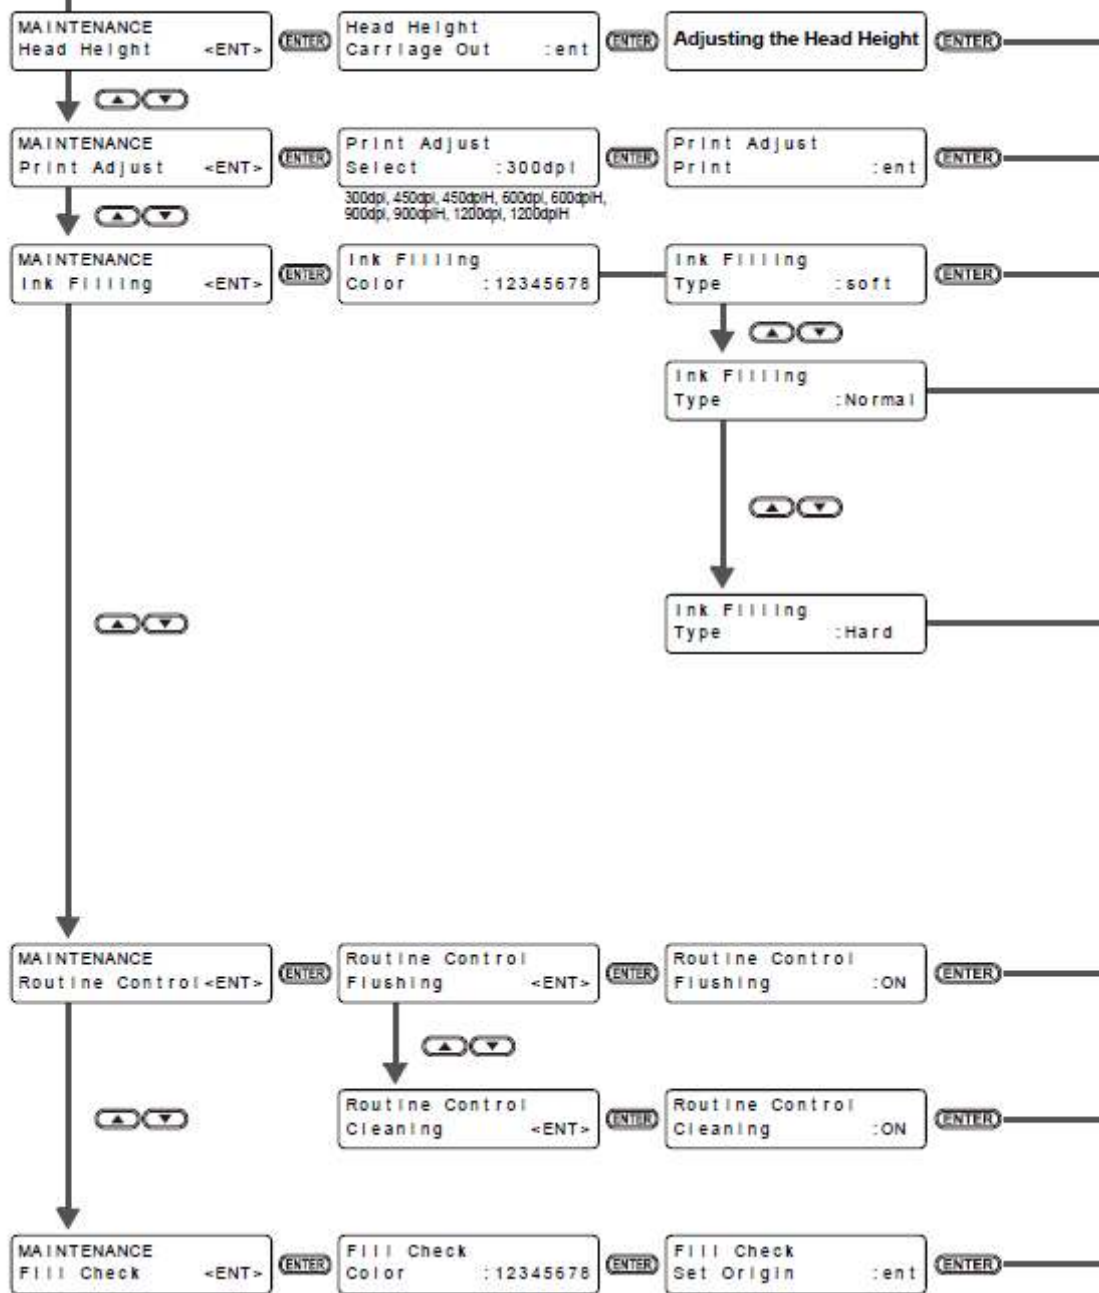 MAINTENANCE
Head Height <ENT>
ENTER
Head Height
Carriage Out :ent
ENTER
Adjusting the Head Height
ENTER
MAINTENANCE
Print Adjust <ENT>
ENTER
Print Adjust
Select :300dpi
ENTER
Print Adjust
Print :ent
ENTER
300dpi, 450dpi, 450dpiH, 600dpi, 600dpiH,
900dpi, 900dpiH, 1200dpi, 1200dpiH
MAINTENANCE
Ink Filling <ENT>
ENTER
Ink Filling
Color :12345678
Ink Filling
Type :soft
ENTER
Ink Filling
Type :Normal
Ink Filling
Type :Hard
MAINTENANCE
Routine Control<ENT>
ENTER
Routine Control
Flushing <ENT>
ENTER
Routine Control
Flushing :ON
ENTER
Routine Control
Cleaning <ENT>
ENTER
Routine Control
Cleaning :ON
ENTER
MAINTENANCE
Fill Check <ENT>
ENTER
Fill Check
Color :12345678
ENTER
Fill Check
Set Origin :ent
ENTER